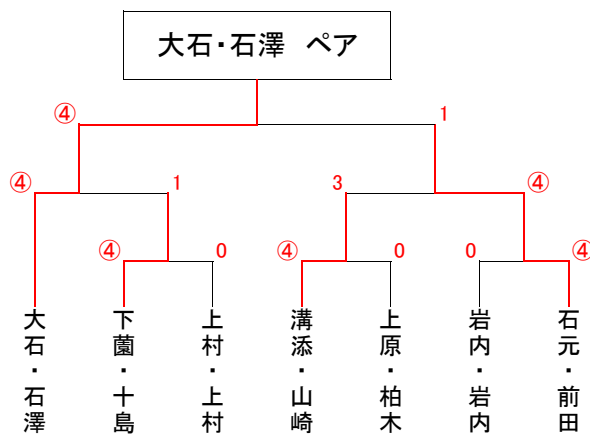 大石・石澤 ペア
④ 1
④ 1 3 ④
④ 0 ④ 0 0 ④
大石・石澤
下薗・十島
上村・上村
溝添・山崎
上原・柏木
岩内・岩内
石元・前田